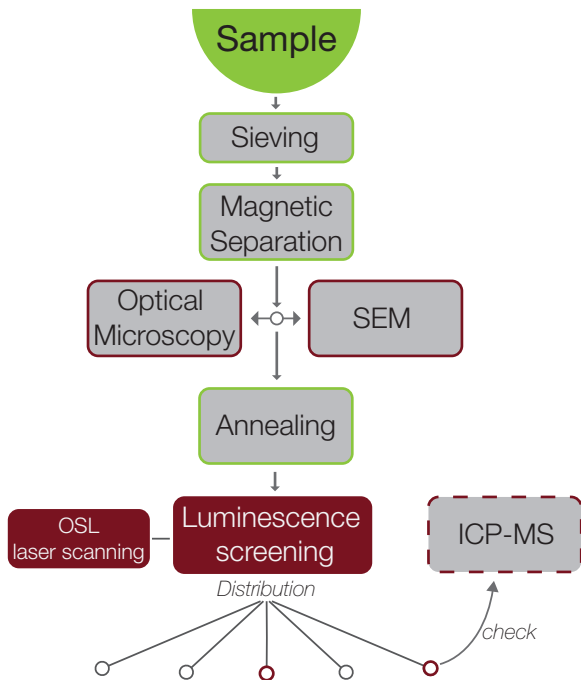 Sample
Sieving
Magnetic
Separation
Optical
Microscopy
SEM
Annealing
OSL
laser scanning
Luminescence
screening
ICP-MS
Distribution
check